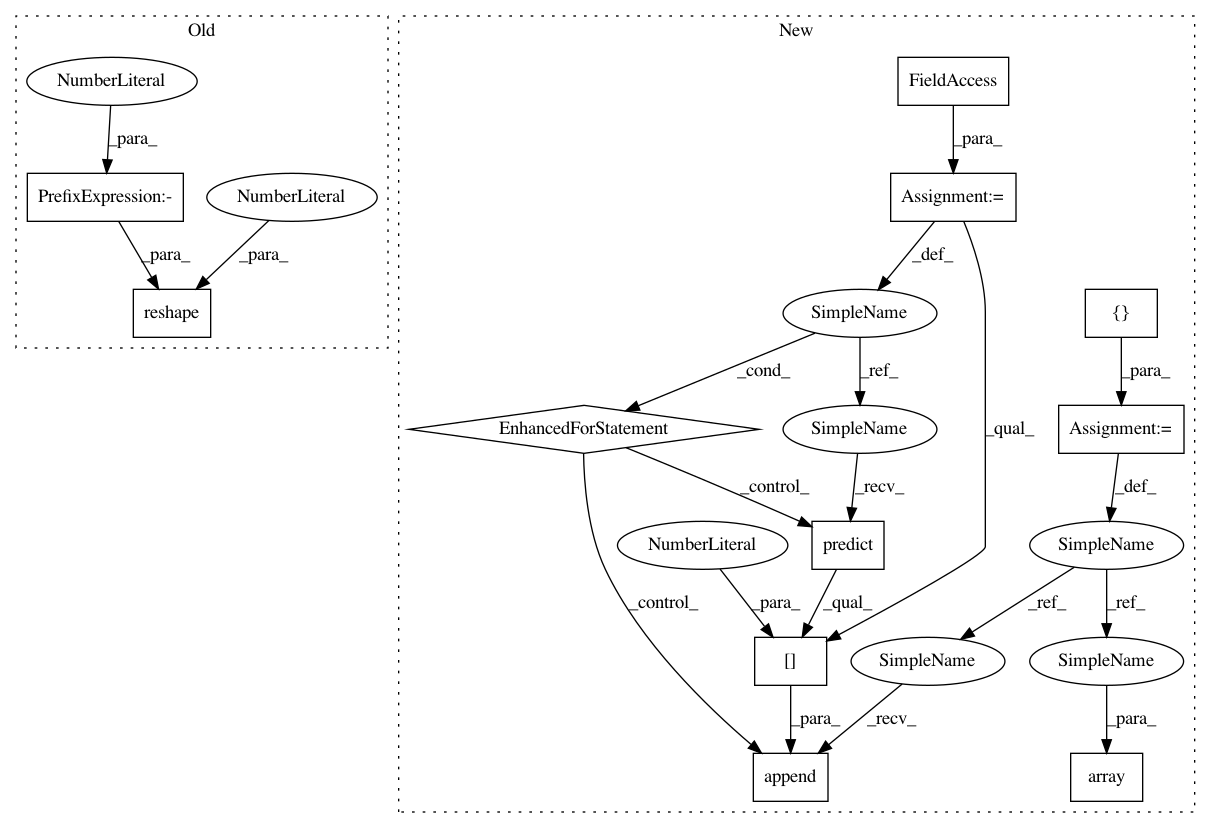 Old
New
NumberLiteral
FieldAccess
_para_
_para_
PrefixExpression:-
NumberLiteral
Assignment:=
_para_
_para_
_def_
reshape
SimpleName
{}
_cond_
_ref_
_para_
EnhancedForStatement
SimpleName
_qual_
Assignment:=
_control_
_recv_
_def_
NumberLiteral
predict
SimpleName
_control_
_para_
_qual_
_ref_
_ref_
[]
SimpleName
SimpleName
_para_
_recv_
_para_
append
array